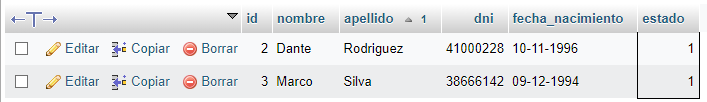 id nombre apellido 1 dni fecha_nacimiento estado
Editar Copiar Borrar 2 Dante Rodriguez 41000228 10-11-1996 1
Editar Copiar Borrar 3 Marco Silva 38666142 09-12-1994 1